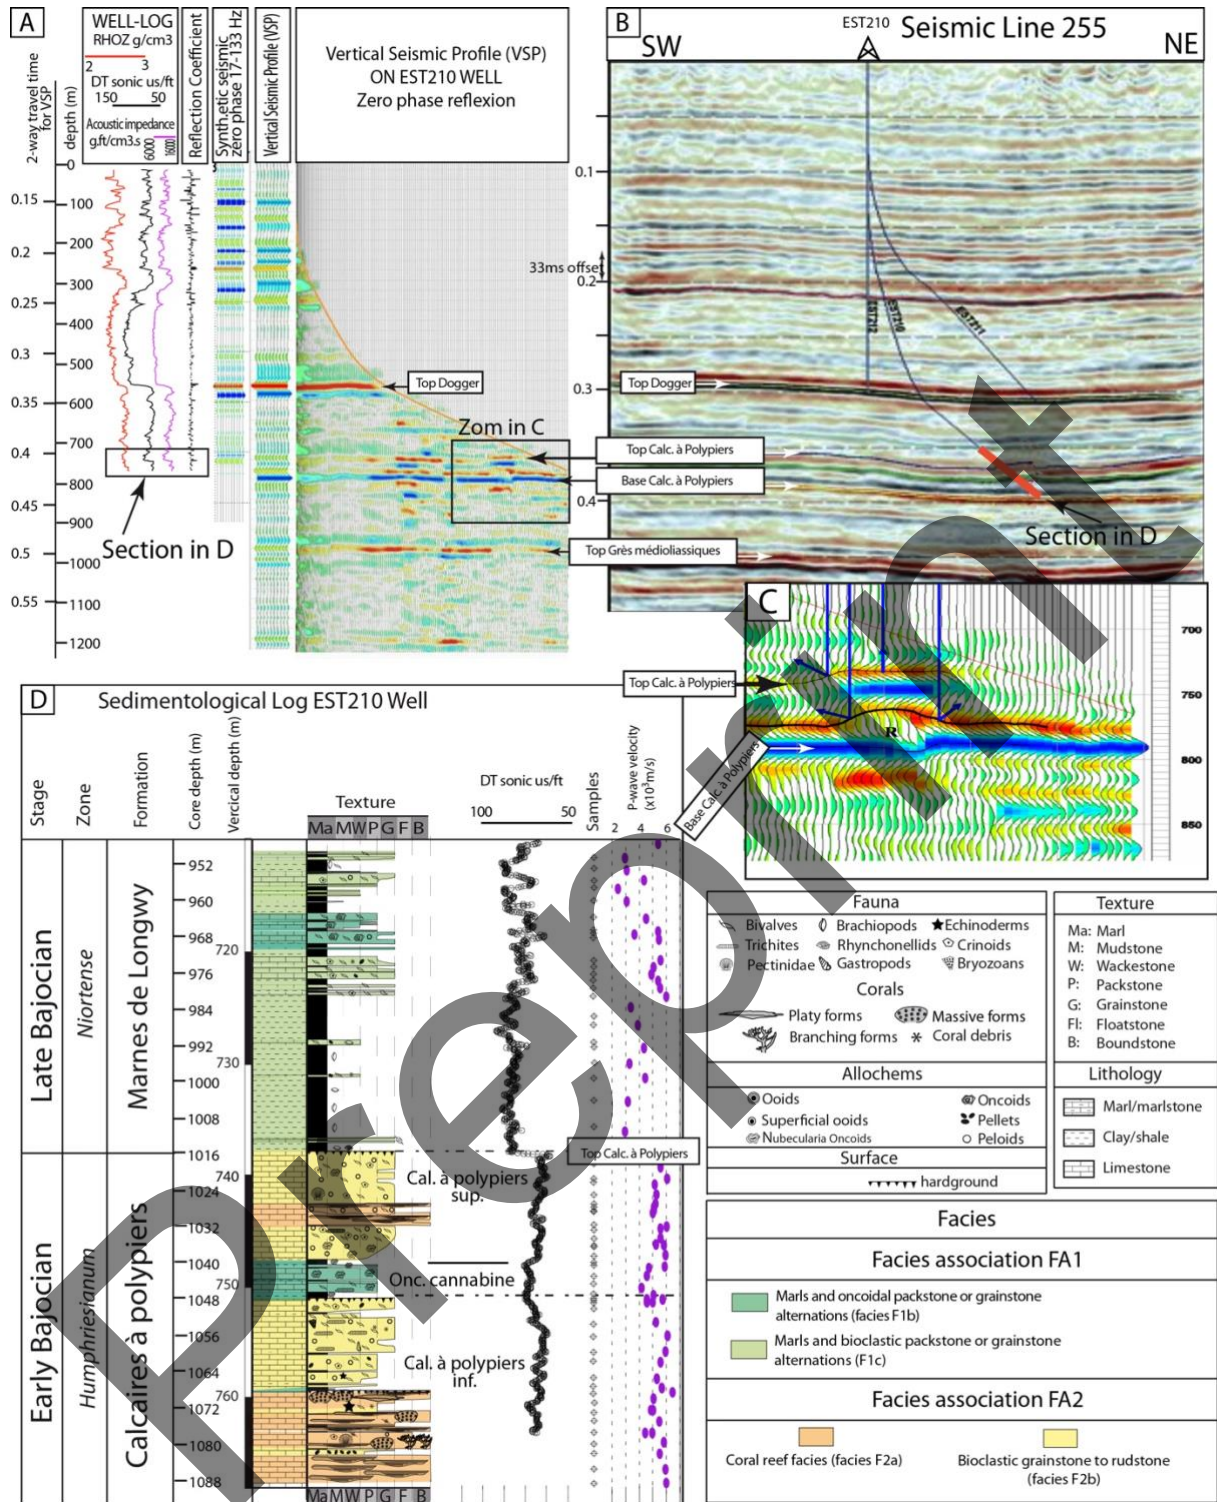 A
WELL-LOG
RHOZ g/cm3
2 3
DT sonic us/ft
150 50
Acoustic impedance
g.ft/cm3.s
6000
16000
2-way travel time
for VSP
depth (m)
Reflection Coefficient
Synth.etic seismic
zero phase 17-133 Hz
Vertical Seismic Profile (VSP)
Vertical Seismic Profile (VSP)
ON EST210 WELL
Zero phase reflexion
0
0.15
100
200
0.2
300
0.25
400
0.3
500
0.35
600
700
0.4
800
0.45
900
0.5
1000
0.55
1100
1200
Section in D
Zom in C
Top Dogger
B
EST210
Seismic Line 255
SW
NE
0.1
33ms offset
0.2
0.3
0.4
EST212
EST210
EST211
Top Dogger
Top Calc. à Polypiers
Base Calc. à Polypiers
Top Grès médioliassiques
Section in D
C
R
700
750
800
850
Top Calc. à Polypiers
Base Calc. à Polypiers
D
Sedimentological Log EST210 Well
Stage
Zone
Formation
Core depth (m)
Vercical depth (m)
Texture
Ma M W P G F B
DT sonic us/ft
100 50
Samples
P-wave velocity
(x10³m/s)
2 4 6
Late Bajocian
Niortense
Marnes de Longwy
Early Bajocian
Humphriesianum
Calcaires à polypiers
952
960
968
976
984
992
1000
1008
1016
1024
1032
1040
1048
1056
1064
1072
1080
1088
720
730
740
750
760
Top Calc. à Polypiers
Cal. à polypiers
sup.
Onc. cannabine
Cal. à polypiers
inf.
Ma M W P G F B
Fauna
Bivalves
Brachiopods
Echinoderms
Trichites
Rhynchonellids
Crinoids
Pectinidae
Gastropods
Bryozoans
Corals
Platy forms
Massive forms
Branching forms
Coral debris
Allochems
Ooids
Oncoids
Superficial ooids
Pellets
Nubecularia Oncoids
Peloids
Surface
hardground
Texture
Ma: Marl
M: Mudstone
W: Wackestone
P: Packstone
G: Grainstone
Fl: Floatstone
B: Boundstone
Lithology
Marl/marlstone
Clay/shale
Limestone
Facies
Facies association FA1
Marls and oncoidal packstone or grainstone
alternations (facies F1b)
Marls and bioclastic packstone or grainstone
alternations (F1c)
Facies association FA2
Coral reef facies (facies F2a)
Bioclastic grainstone to rudstone
(facies F2b)
Preprint